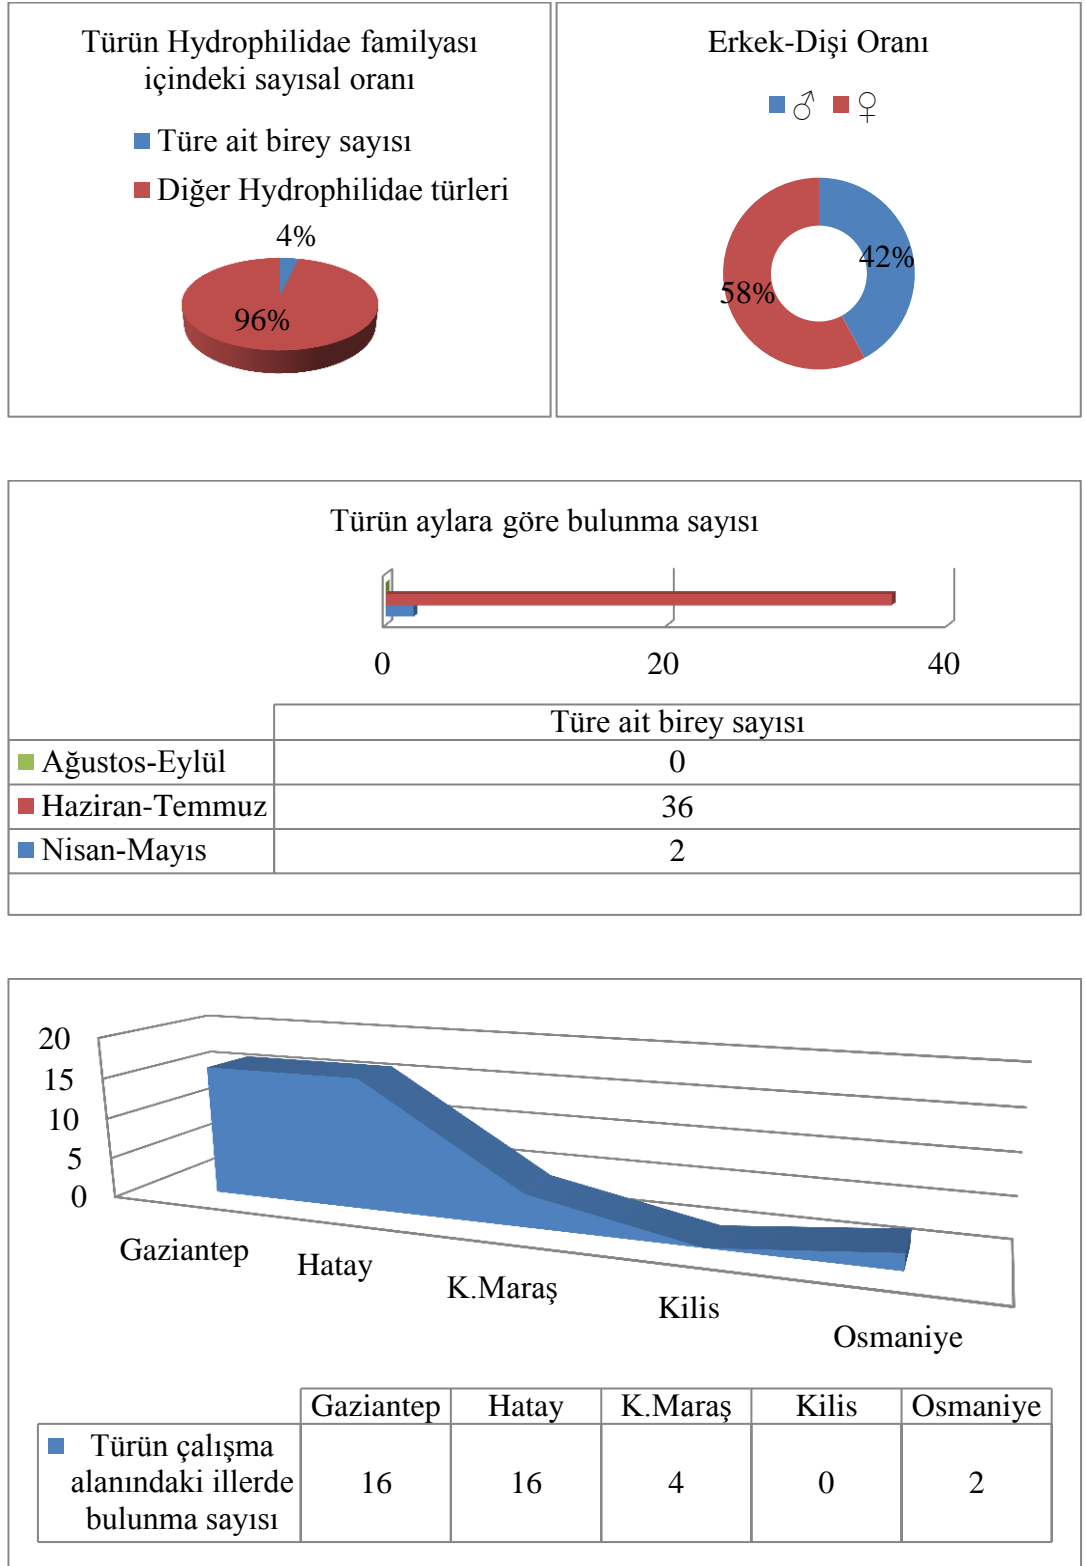 Türün Hydrophilidae familyası
içindeki sayısal oranı
Türe ait birey sayısı
Diğer Hydrophilidae türleri
4%
96%
Erkek-Dişi Oranı
♂ ♀
42%
58%
Türün aylara göre bulunma sayısı
0 20 40
Türe ait birey sayısı
Ağustos-Eylül 0
Haziran-Temmuz 36
Nisan-Mayıs 2
20
15
10
5
0
Gaziantep
Hatay
K.Maraş
Kilis
Osmaniye
Gaziantep Hatay K.Maraş Kilis Osmaniye
Türün çalışma
alanındaki illerde
bulunma sayısı
16 16 4 0 2